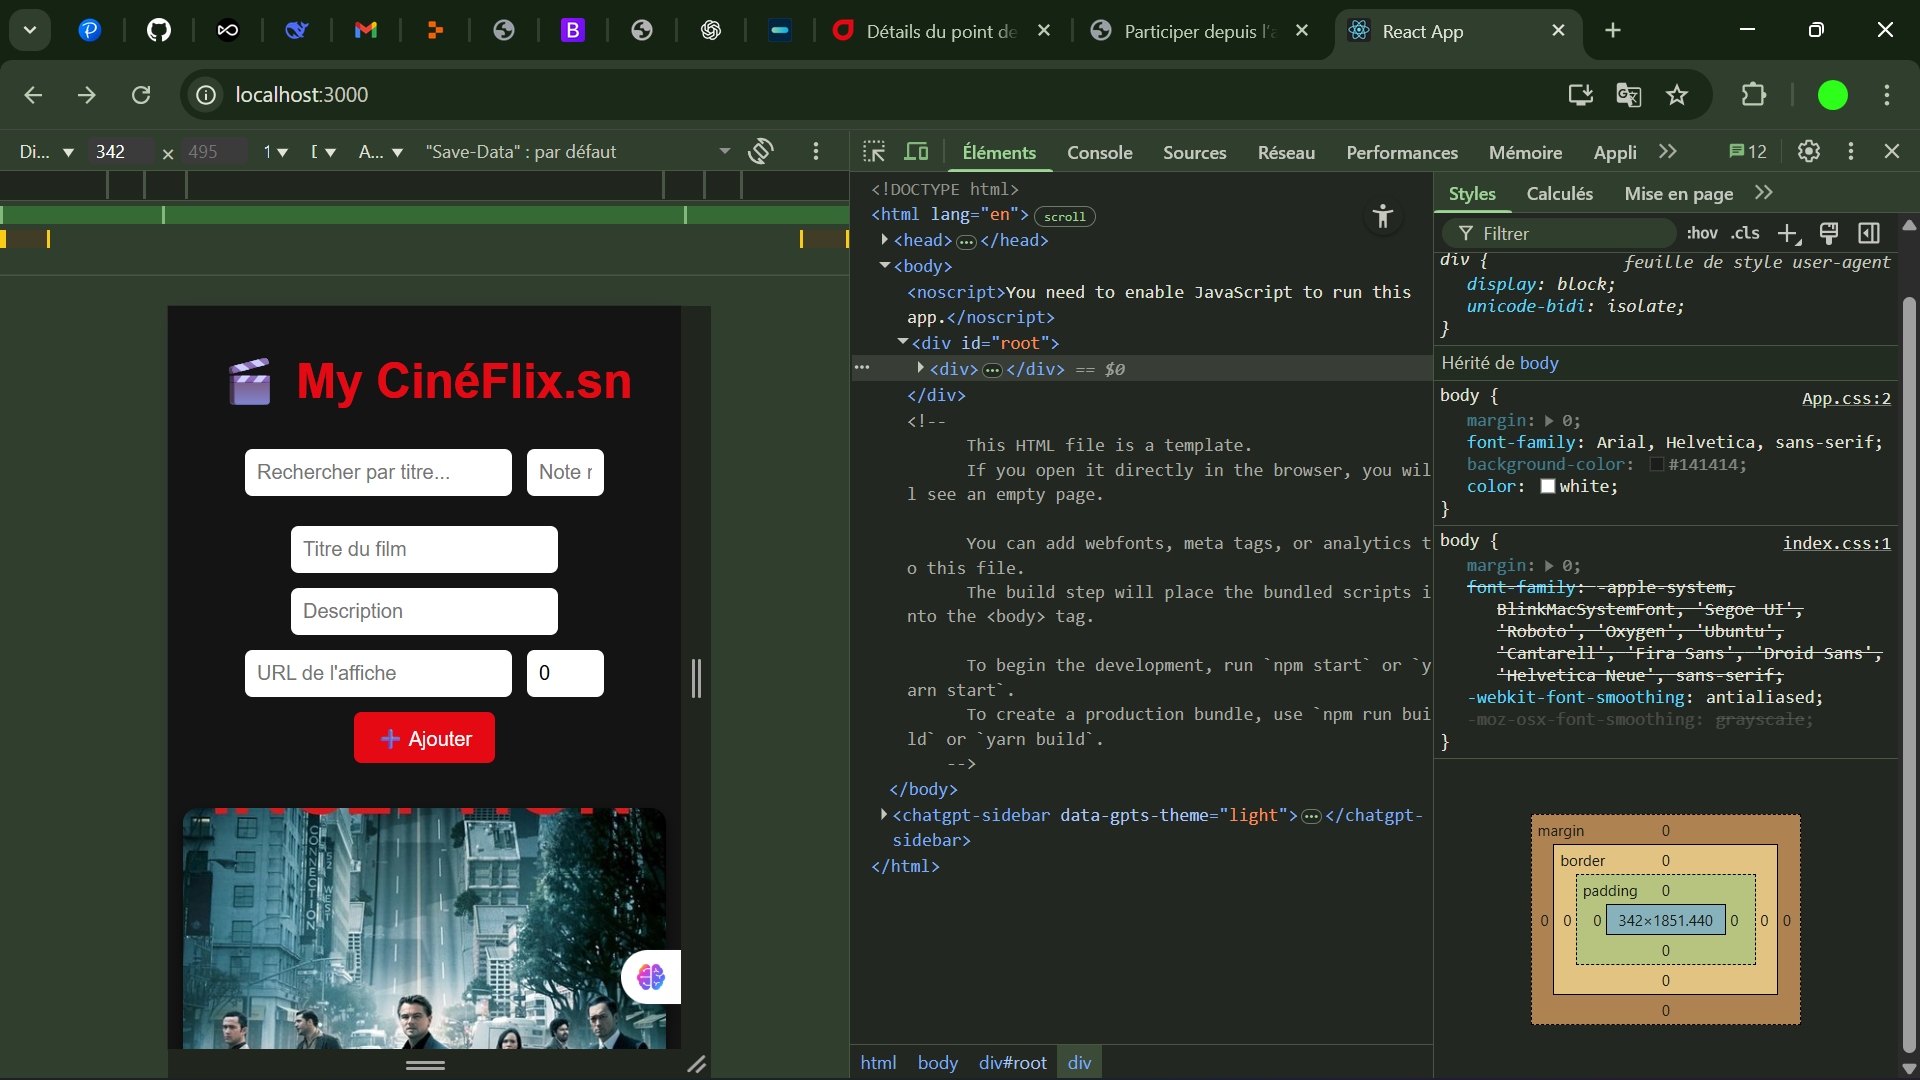 Détails du point de
Participer depuis l'a
React App
localhost:3000
Di...
342
×
495
1
A...
"Save-Data" : par défaut
Éléments
Console
Sources
Réseau
Performances
Mémoire
Appli
12
My CinéFlix.sn
Rechercher par titre...
Note r
Titre du film
Description
URL de l'affiche
0
Ajouter
CONNECTION
<!DOCTYPE html>
<html lang="en">
scroll
<head>
</head>
<body>
<noscript>You need to enable JavaScript to run this
app.</noscript>
<div id="root">
<div>
</div> == $0
</div>
<!--
This HTML file is a template.
If you open it directly in the browser, you wil
l see an empty page.
You can add webfonts, meta tags, or analytics t
o this file.
The build step will place the bundled scripts i
nto the <body> tag.
To begin the development, run `npm start` or `y
arn start`.
To create a production bundle, use `npm run bui
ld` or `yarn build`.
-->
</body>
<chatgpt-sidebar data-gpts-theme="light">
</chatgpt-
sidebar>
</html>
html
body
div#root
div
Styles
Calculés
Mise en page
Filtrer
:hov
.cls
div {
feuille de style user-agent
display: block;
unicode-bidi: isolate;
}
Hérité de body
body {
App.css:2
margin: 0;
font-family: Arial, Helvetica, sans-serif;
background-color: #141414;
color: white;
}
body {
index.css:1
margin: 0;
font-family: -apple-system,
BlinkMacSystemFont, 'Segoe UI',
'Roboto', 'Oxygen', 'Ubuntu',
'Cantarell', 'Fira Sans', 'Droid Sans',
'Helvetica Neue', sans-serif;
-webkit-font-smoothing: antialiased;
-moz-osx-font-smoothing: grayscale;
}
margin
0
border
0
padding
0
0
0
0
342×1851.440
0
0
0
0
0
0